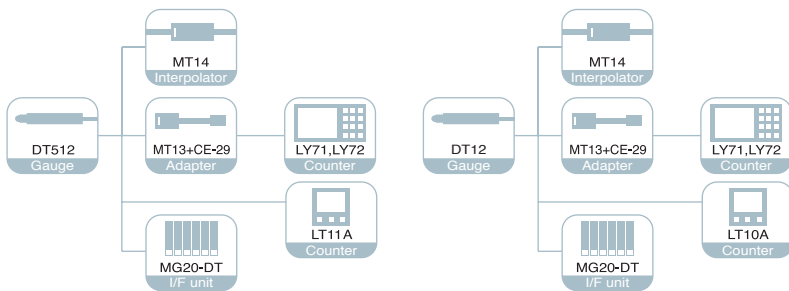 MT14
Interpolator
DT512
Gauge
MT13+CE-29
Adapter
LY71,LY72
Counter
LT11A
Counter
MG20-DT
I/F unit
MT14
Interpolator
DT12
Gauge
MT13+CE-29
Adapter
LY71,LY72
Counter
LT10A
Counter
MG20-DT
I/F unit